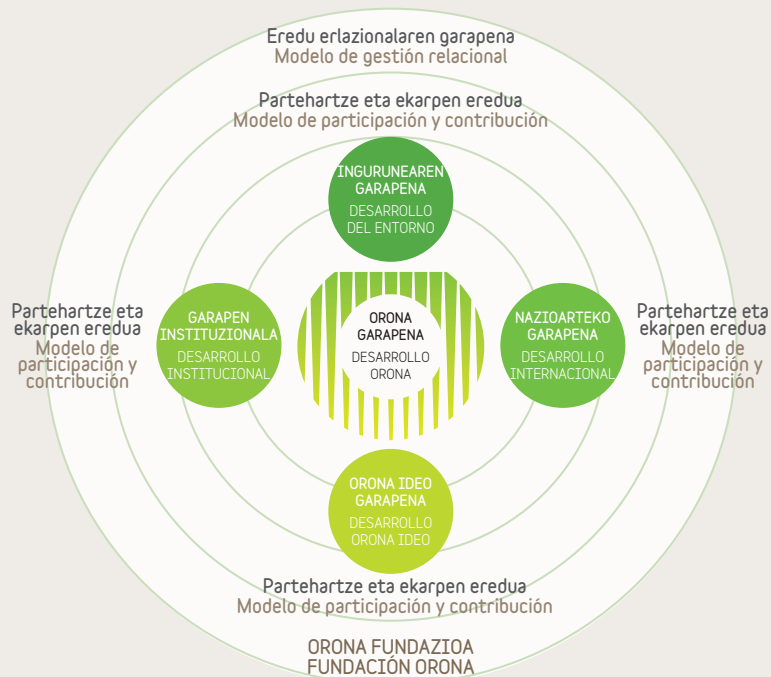 Eredu erlazionalaren garapena
Modelo de gestión relacional
Partehartze eta ekarpen eredua
Modelo de participación y contribución
INGURUNEAREN
GARAPENA
DESARROLLO
DEL ENTORNO
Partehartze eta
ekarpen eredua
Modelo de
participación y
contribución
GARAPEN
INSTITUZIONALA
DESARROLLO
INSTITUCIONAL
ORONA
GARAPENA
DESARROLLO
ORONA
NAZIOARTEKO
GARAPENA
DESARROLLO
INTERNACIONAL
Partehartze eta
ekarpen eredua
Modelo de
participación y
contribución
ORONA IDEO
GARAPENA
DESARROLLO
ORONA IDEO
Partehartze eta ekarpen eredua
Modelo de participación y contribución
ORONA FUNDAZIOA
FUNDACIÓN ORONA